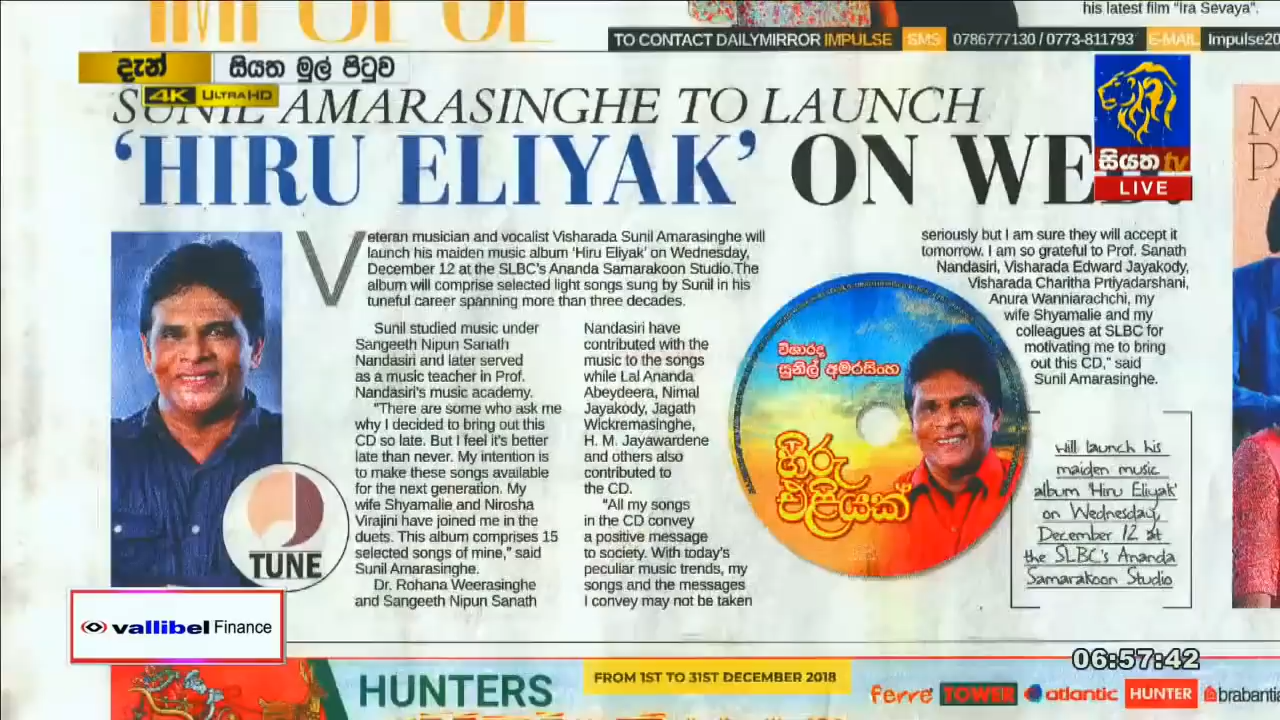 his latest film “Ira Sevaya”.
TO CONTACT DAILYMIRROR IMPULSE SMS 0786777130 / 0773-811793 E-MAIL Impulse20
දැන් සියත මුල් පිටුව
4K ULTRA HD
SUNIL AMARASINGHE TO LAUNCH
‘HIRU ELIYAK’ ON WED.
සියත tv
LIVE
Veteran musician and vocalist Visharada Sunil Amarasinghe will
launch his maiden music album ‘Hiru Eliyak’ on Wednesday,
December 12 at the SLBC's Ananda Samarakoon Studio.The
album will comprise selected light songs sung by Sunil in his
tuneful career spanning more than three decades.
Sunil studied music under
Sangeeth Nipun Sanath
Nandasiri and later served
as a music teacher in Prof.
Nandasiri's music academy.
"There are some who ask me
why I decided to bring out this
CD so late. But I feel it's better
late than never. My intention is
to make these songs available
for the next generation. My
wife Shyamalie and Nirosha
Virajini have joined me in the
duets. This album comprises 15
selected songs of mine,” said
Sunil Amarasinghe.
Dr. Rohana Weerasinghe
and Sangeeth Nipun Sanath
Nandasiri have
contributed with the
music to the songs
while Lal Ananda
Abeydeera, Nimal
Jayakody, Jagath
Wickremasinghe,
H. M. Jayawardene
and others also
contributed to
the CD.
“All my songs
in the CD convey
a positive message
to society. With today's
peculiar music trends, my
songs and the messages
I convey may not be taken
seriously but I am sure they will accept it
tomorrow. I am so grateful to Prof. Sanath
Nandasiri, Visharada Edward Jayakody,
Visharada Charitha Priyadarshani,
Anura Wanniarachchi, my
wife Shyamalie and my
colleagues at SLBC for
motivating me to bring
out this CD,” said
Sunil Amarasinghe.
විශාරද
සුනිල් අමරසිංහ
හිරු
එළියක්
will launch his
maiden music
album 'Hiru Eliyak'
on Wednesday,
December 12 at
the SLBC's Ananda
Samarakoon Studio
TUNE
vallibel Finance
06:57:42
HUNTERS
FROM 1ST TO 31ST DECEMBER 2018
ferre TOWER atlantic HUNTER brabantia